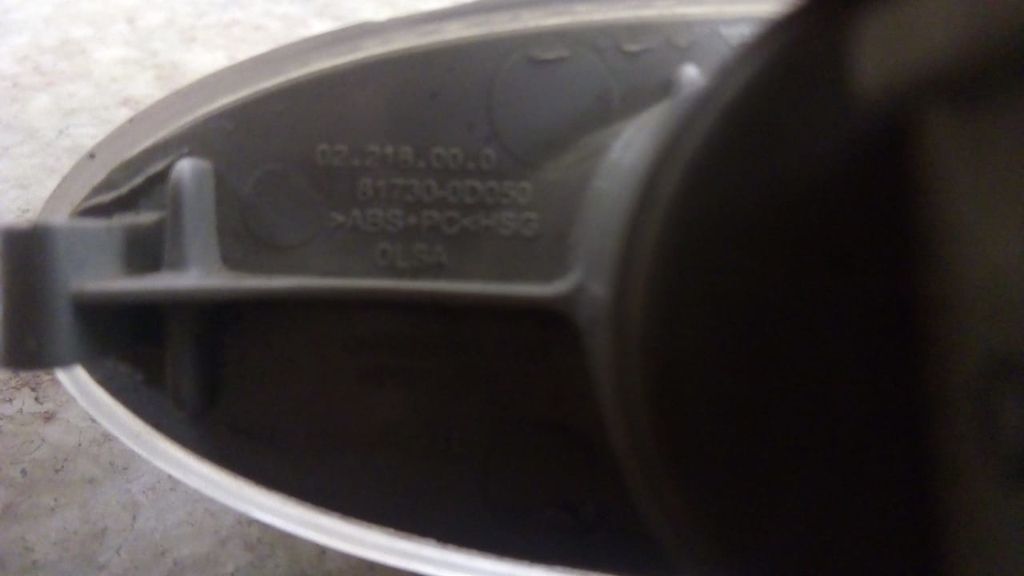 02.218.00.0
81730-0D050
>ABS+PC<HSG
OLSA